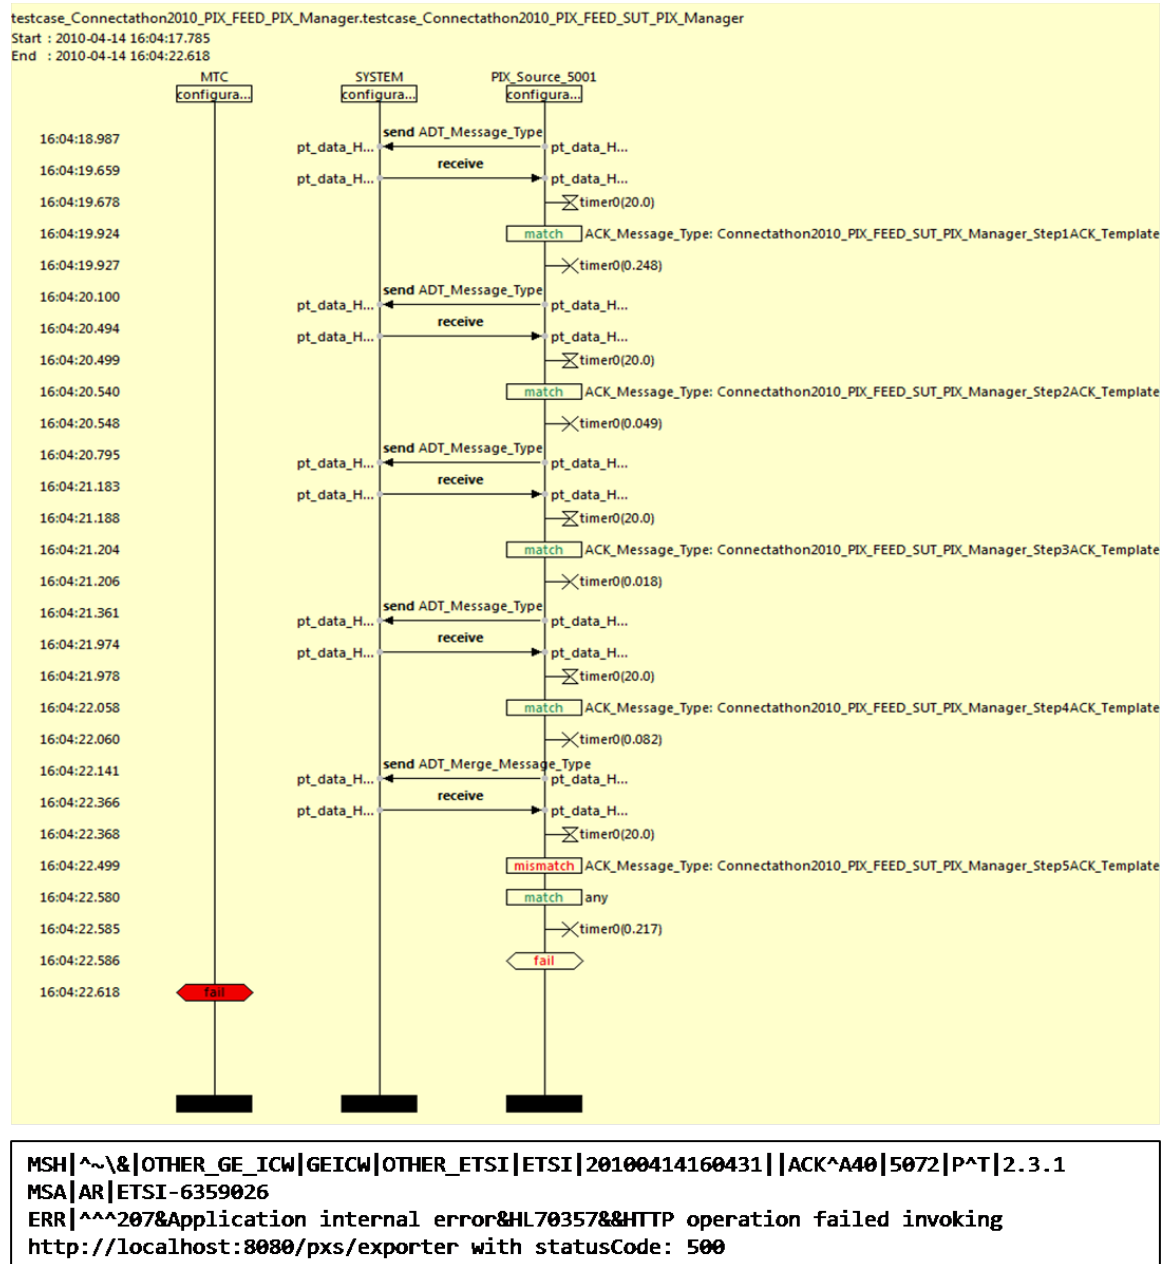 testcase_Connectathon2010_PIX_FEED_PIX_Manager.testcase_Connectathon2010_PIX_FEED_SUT_PIX_Manager
Start : 2010-04-14 16:04:17.785
End : 2010-04-14 16:04:22.618
MTC SYSTEM PIX_Source_5001
configura... configura... configura...
16:04:18.987 send ADT_Message_Type
pt_data_H... pt_data_H...
16:04:19.659 receive
pt_data_H... pt_data_H...
16:04:19.678 timer0(20.0)
16:04:19.924 match ACK_Message_Type: Connectathon2010_PIX_FEED_SUT_PIX_Manager_Step1ACK_Template
16:04:19.927 timer0(0.248)
16:04:20.100 send ADT_Message_Type
pt_data_H... pt_data_H...
16:04:20.494 receive
pt_data_H... pt_data_H...
16:04:20.499 timer0(20.0)
16:04:20.540 match ACK_Message_Type: Connectathon2010_PIX_FEED_SUT_PIX_Manager_Step2ACK_Template
16:04:20.548 timer0(0.049)
16:04:20.795 send ADT_Message_Type
pt_data_H... pt_data_H...
16:04:21.183 receive
pt_data_H... pt_data_H...
16:04:21.188 timer0(20.0)
16:04:21.204 match ACK_Message_Type: Connectathon2010_PIX_FEED_SUT_PIX_Manager_Step3ACK_Template
16:04:21.206 timer0(0.018)
16:04:21.361 send ADT_Message_Type
pt_data_H... pt_data_H...
16:04:21.974 receive
pt_data_H... pt_data_H...
16:04:21.978 timer0(20.0)
16:04:22.058 match ACK_Message_Type: Connectathon2010_PIX_FEED_SUT_PIX_Manager_Step4ACK_Template
16:04:22.060 timer0(0.082)
16:04:22.141 send ADT_Merge_Message_Type
pt_data_H... pt_data_H...
16:04:22.366 receive
pt_data_H... pt_data_H...
16:04:22.368 timer0(20.0)
16:04:22.499 mismatch ACK_Message_Type: Connectathon2010_PIX_FEED_SUT_PIX_Manager_Step5ACK_Template
16:04:22.580 match any
16:04:22.585 timer0(0.217)
16:04:22.586 fail
16:04:22.618 fail
MSH|^~\&|OTHER_GE_ICW|GEICW|OTHER_ETSI|ETSI|20100414160431||ACK^A40|5072|P^T|2.3.1
MSA|AR|ETSI-6359026
ERR|^^^207&Application internal error&HL70357&&HTTP operation failed invoking
http://localhost:8080/pxs/exporter with statusCode: 500